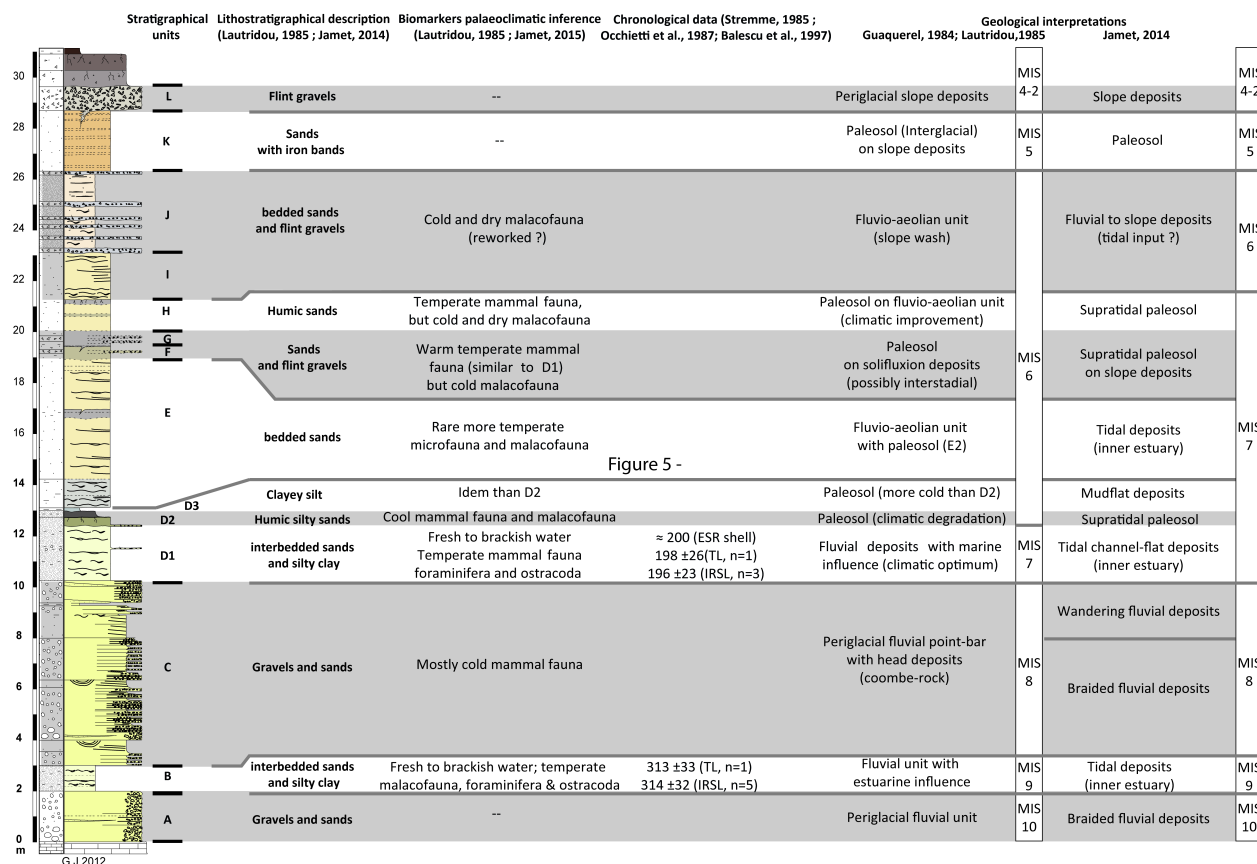 Stratigraphical
units
Lithostratigraphical description
(Lautridou, 1985 ; Jamet, 2014)
Biomarkers palaeoclimatic inference
(Lautridou, 1985 ; Jamet, 2015)
Chronological data (Stremme, 1985 ;
Occhietti et al., 1987; Balescu et al., 1997)
Geological interpretations
Guaquerel, 1984; Lautridou,1985
Jamet, 2014
30
MIS
4-2
MIS
4-2
L
Flint gravels
--
Periglacial slope deposits
Slope deposits
28
K
Sands
with iron bands
--
Paleosol (Interglacial)
on slope deposits
MIS
5
Paleosol
MIS
5
26
24
J
bedded sands
and flint gravels
Cold and dry malacofauna
(reworked ?)
Fluvio-aeolian unit
(slope wash)
Fluvial to slope deposits
(tidal input ?)
MIS
6
22
I
H
Humic sands
Temperate mammal fauna,
but cold and dry malacofauna
Paleosol on fluvio-aeolian unit
(climatic improvement)
Supratidal paleosol
20
G
F
Sands
and flint gravels
Warm temperate mammal
fauna (similar to D1)
but cold malacofauna
Paleosol
on solifluxion deposits
(possibly interstadial)
MIS
6
Supratidal paleosol
on slope deposits
18
E
16
bedded sands
Rare more temperate
microfauna and malacofauna
Fluvio-aeolian unit
with paleosol (E2)
Tidal deposits
(inner estuary)
MIS
7
Figure 5 -
14
D3
Clayey silt
Idem than D2
Paleosol (more cold than D2)
Mudflat deposits
D2
Humic silty sands
Cool mammal fauna and malacofauna
Paleosol (climatic degradation)
Supratidal paleosol
12
D1
interbedded sands
and silty clay
Fresh to brackish water
Temperate mammal fauna
foraminifera and ostracoda
≈ 200 (ESR shell)
198 ±26(TL, n=1)
196 ±23 (IRSL, n=3)
Fluvial deposits with marine
influence (climatic optimum)
MIS
7
Tidal channel-flat deposits
(inner estuary)
10
8
6
4
C
Gravels and sands
Mostly cold mammal fauna
Periglacial fluvial point-bar
with head deposits
(coombe-rock)
MIS
8
Wandering fluvial deposits
Braided fluvial deposits
MIS
8
B
interbedded sands
and silty clay
Fresh to brackish water; temperate
malacofauna, foraminifera & ostracoda
313 ±33 (TL, n=1)
314 ±32 (IRSL, n=5)
Fluvial unit with
estuarine influence
MIS
9
Tidal deposits
(inner estuary)
MIS
9
2
A
Gravels and sands
--
Periglacial fluvial unit
MIS
10
Braided fluvial deposits
MIS
10
0
m
G.J.2012